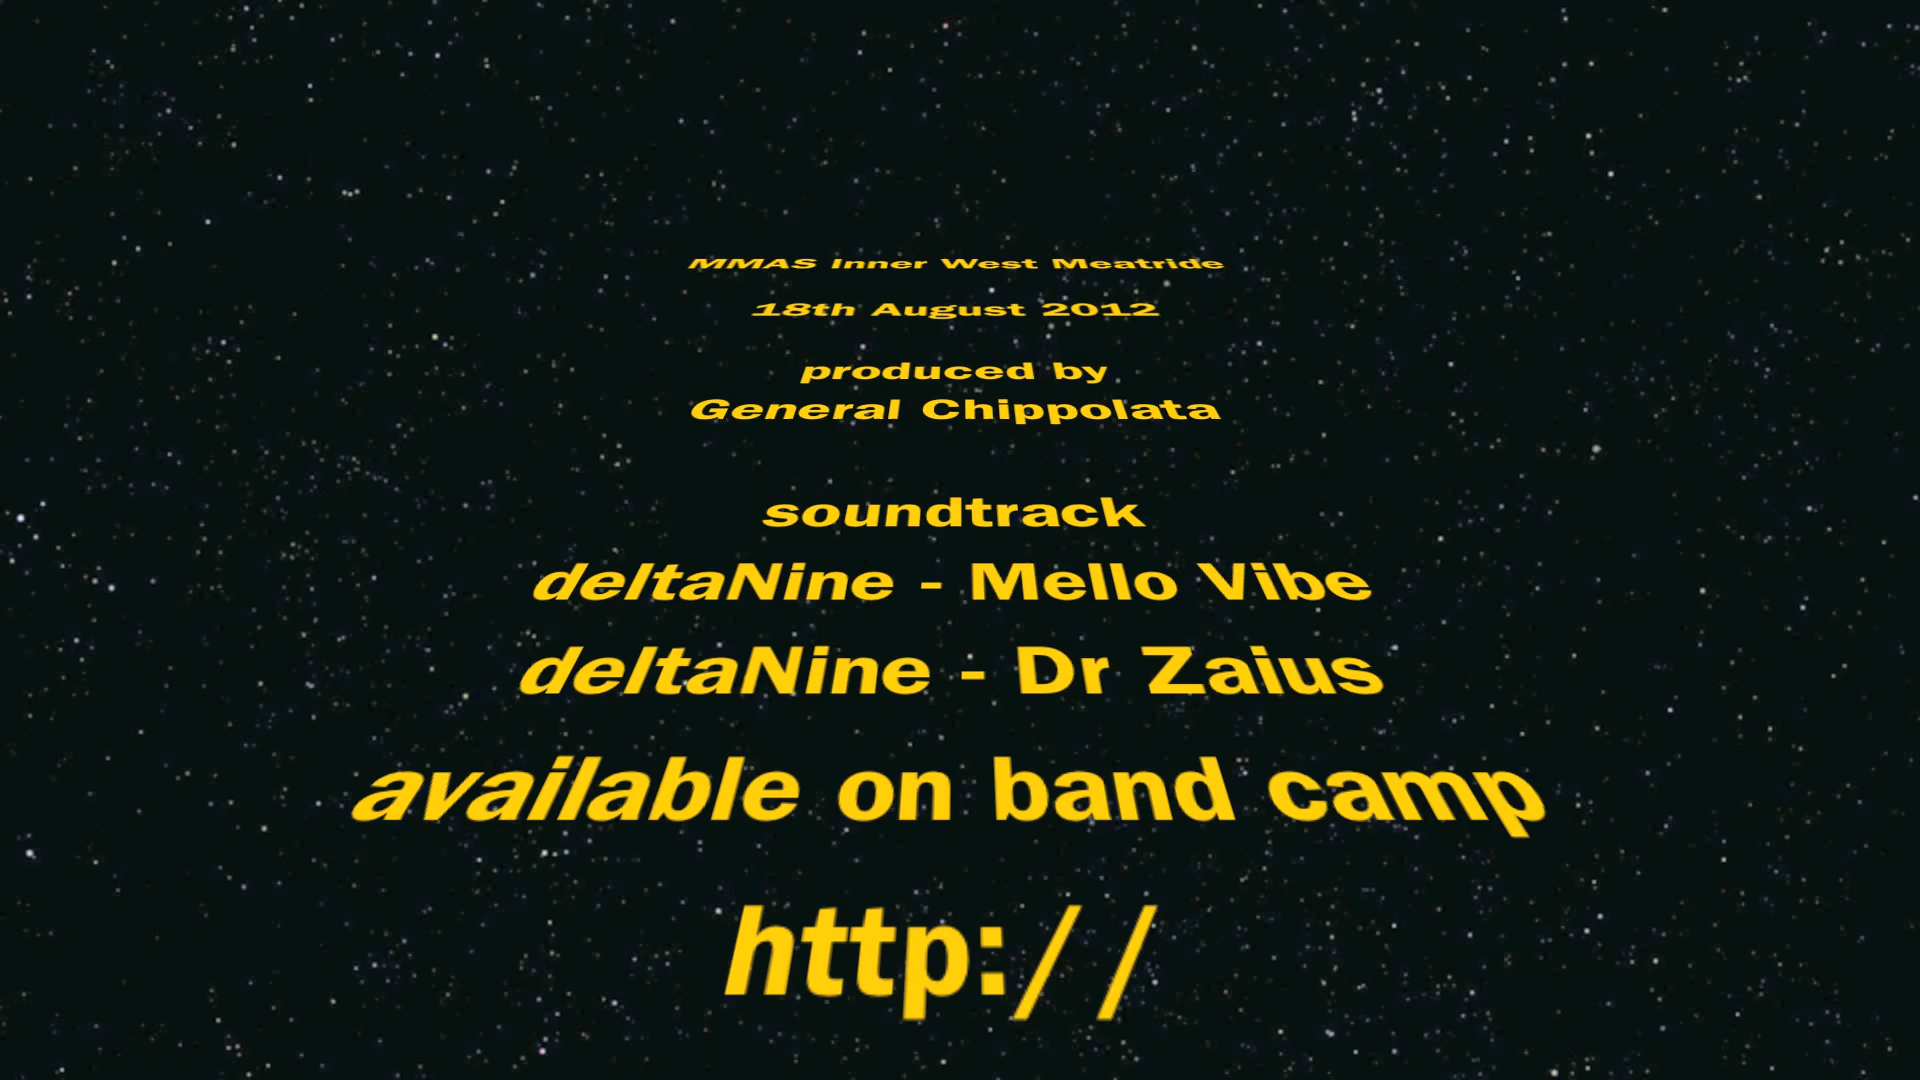 MMAS Inner West Meatride
18th August 2012
produced by
General Chippolata
soundtrack
deltaNine - Mello Vibe
deltaNine - Dr Zaius
available on band camp
http://